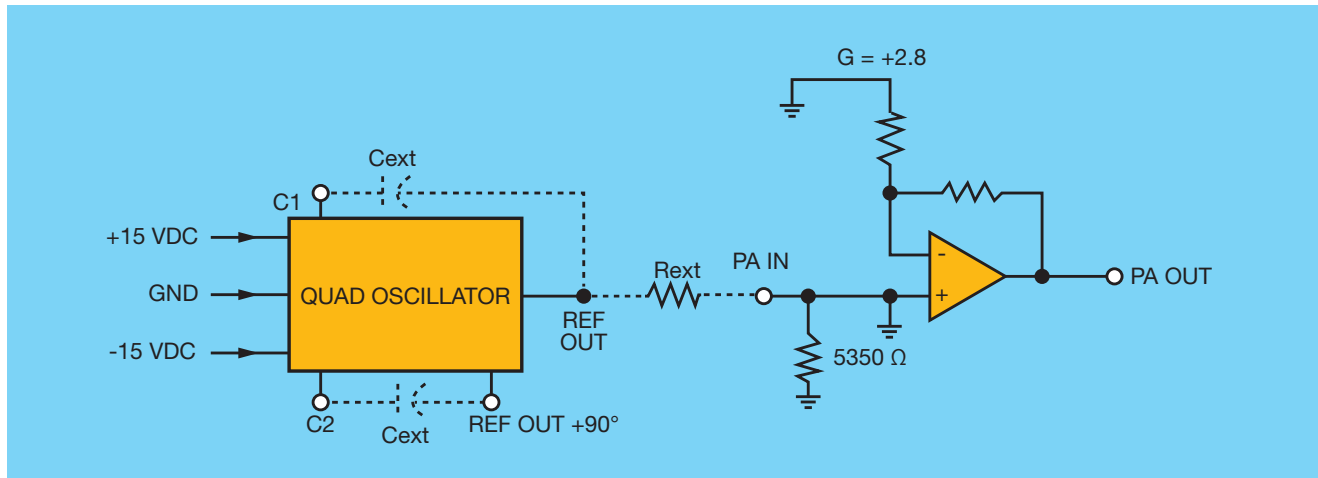 G = +2.8
Cext
C1
+15 VDC
GND
-15 VDC
QUAD OSCILLATOR
REF
OUT
Rext
PA IN
-
+
PA OUT
5350 Ω
C2
Cext
REF OUT +90°